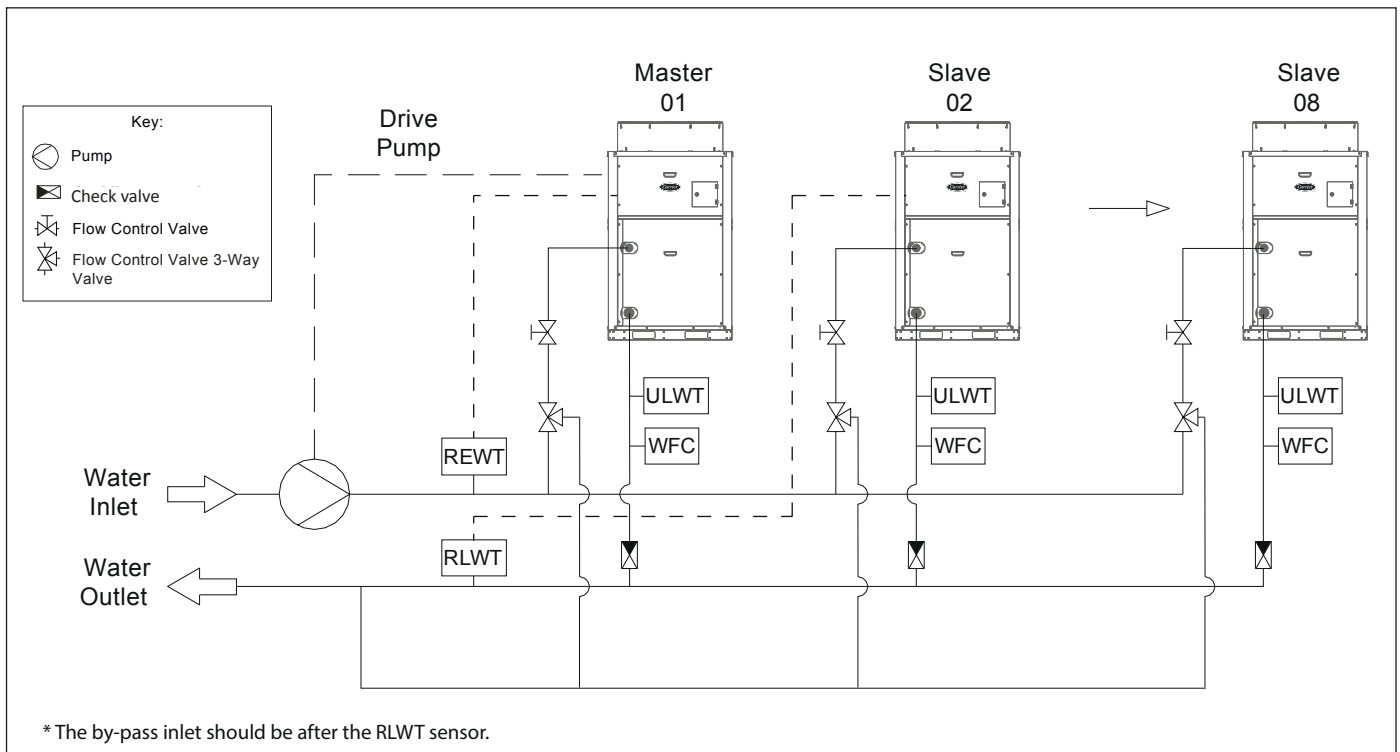 Master
01
Slave
02
Slave
08
Key:
Pump
Check valve
Flow Control Valve
Flow Control Valve 3-Way
Valve
Drive
Pump
ULWT
ULWT
ULWT
WFC
WFC
WFC
REWT
Water
Inlet
RLWT
Water
Outlet
* The by-pass inlet should be after the RLWT sensor.